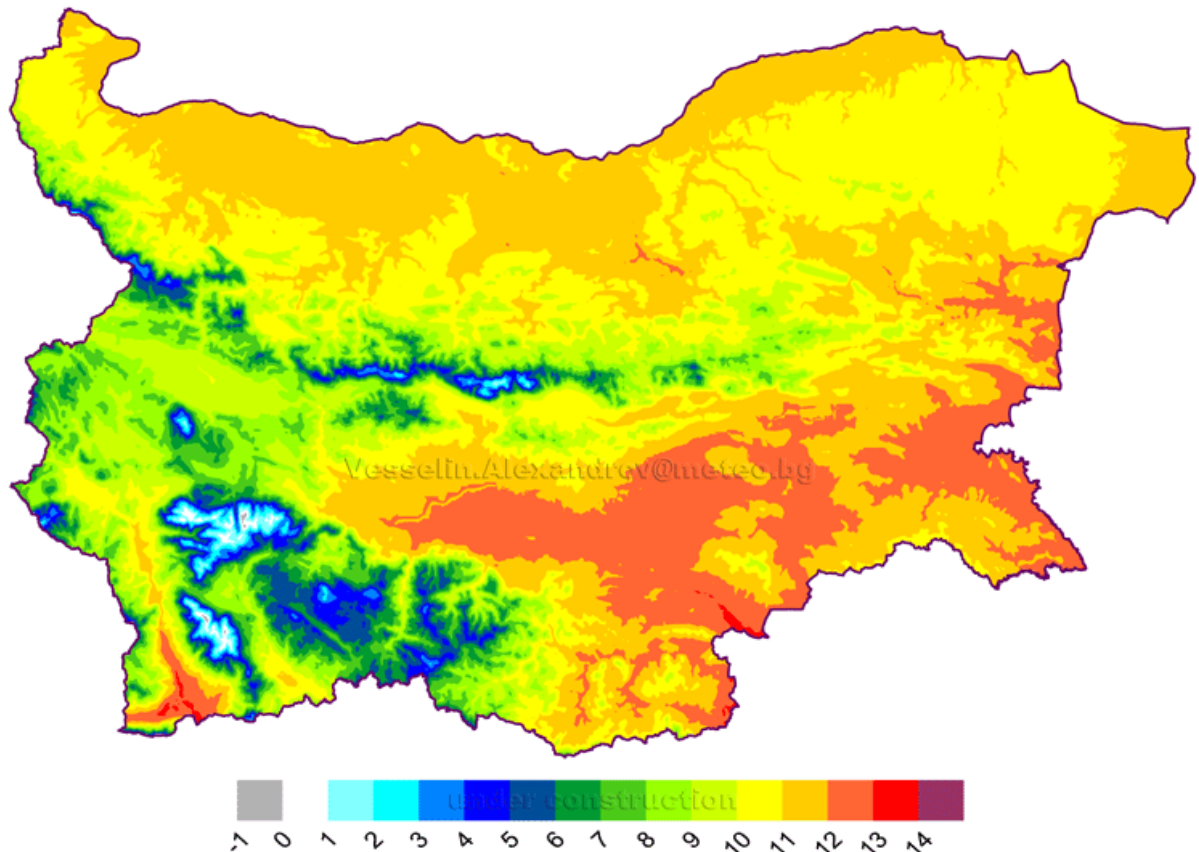 Vesselin.Alexandrov@meteo.bg
under construction
-1 0 1 2 3 4 5 6 7 8 9 10 11 12 13 14